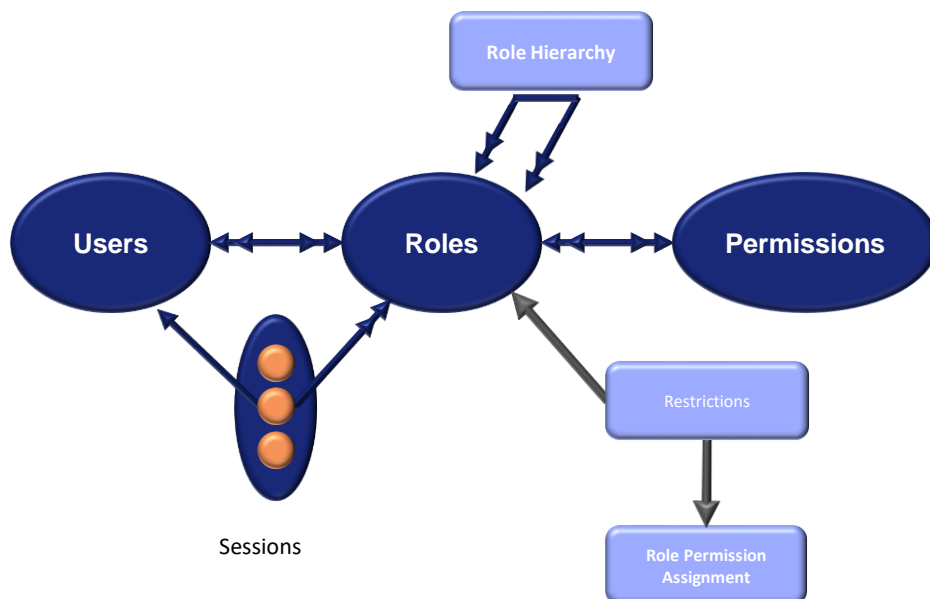 Role Hierarchy
Users
Roles
Permissions
Restrictions
Sessions
Role Permission
Assignment